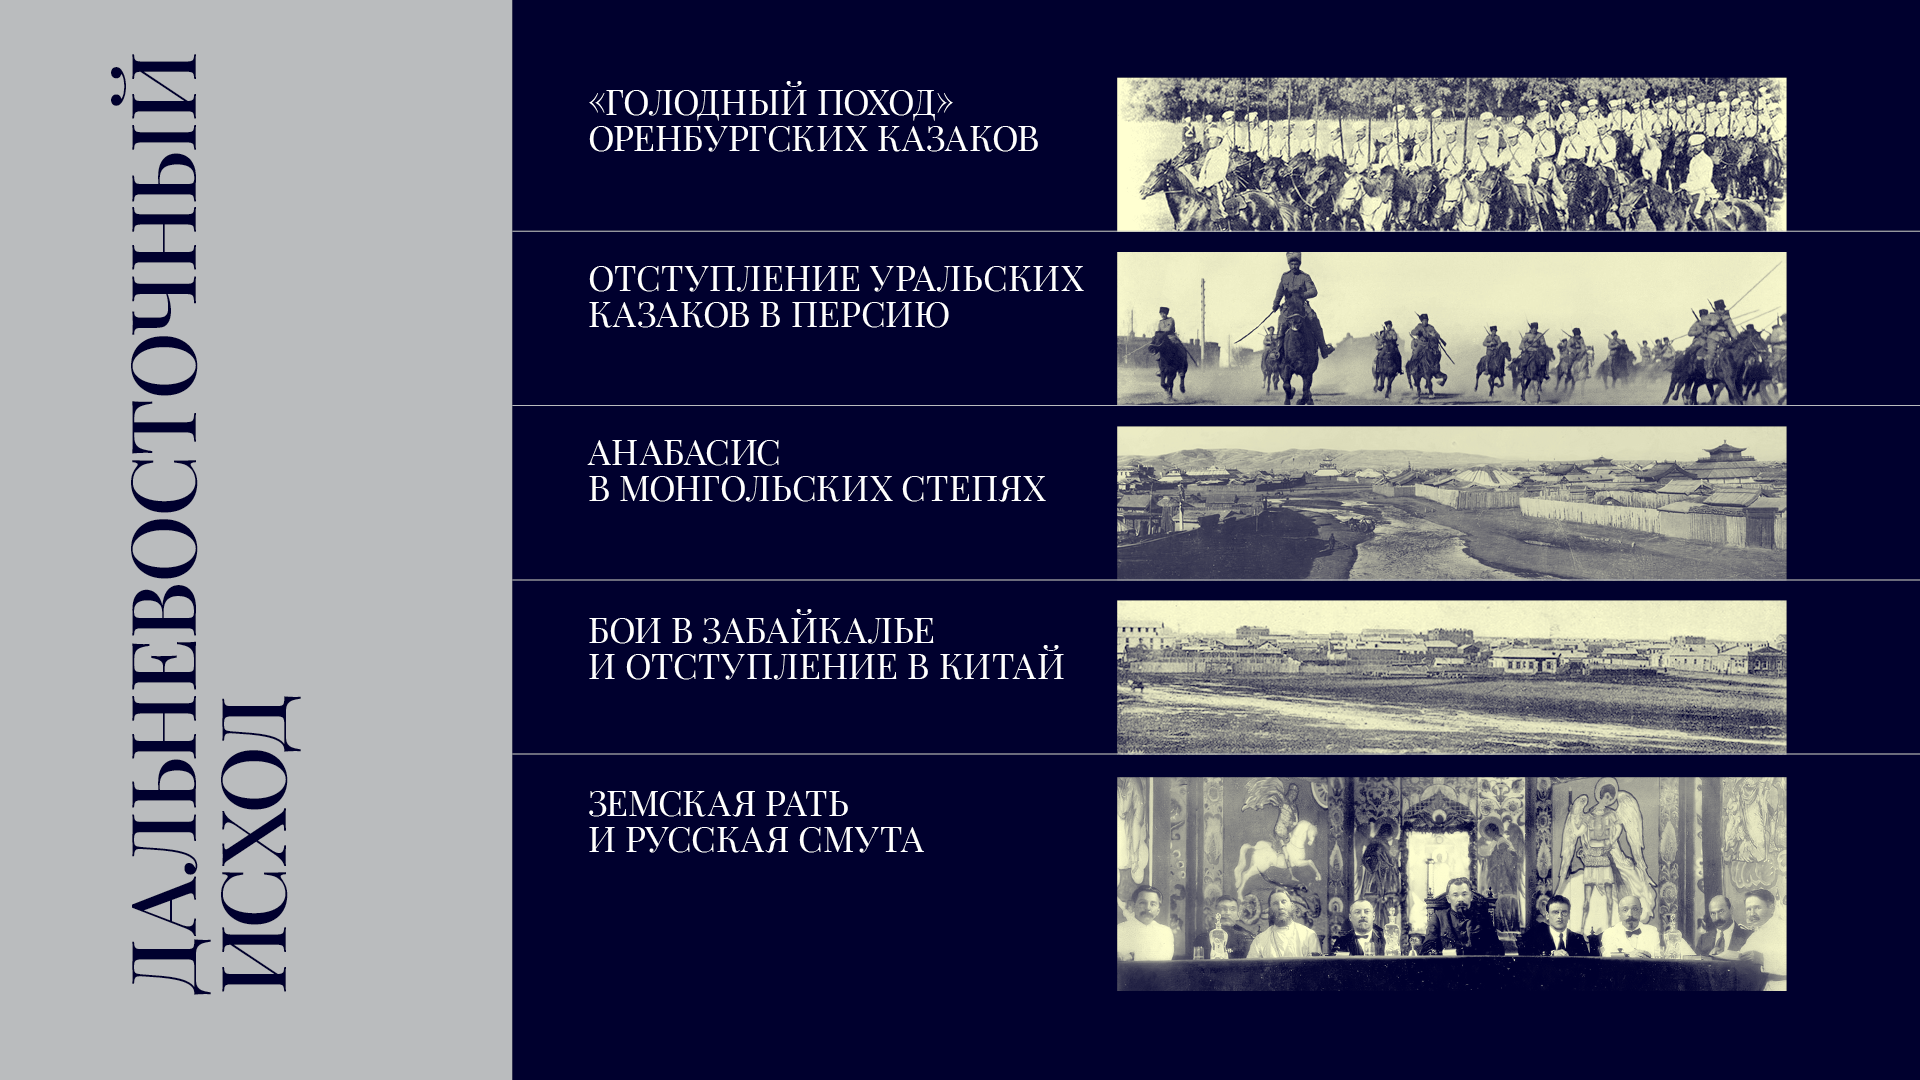 ДАЛЬНЕВОСТОЧНЫЙ
ИСХОД
«ГОЛОДНЫЙ ПОХОД»
ОРЕНБУРГСКИХ КАЗАКОВ
ОТСТУПЛЕНИЕ УРАЛЬСКИХ
КАЗАКОВ В ПЕРСИЮ
АНАБАСИС
В МОНГОЛЬСКИХ СТЕПЯХ
БОИ В ЗАБАЙКАЛЬЕ
И ОТСТУПЛЕНИЕ В КИТАЙ
ЗЕМСКАЯ РАТЬ
И РУССКАЯ СМУТА